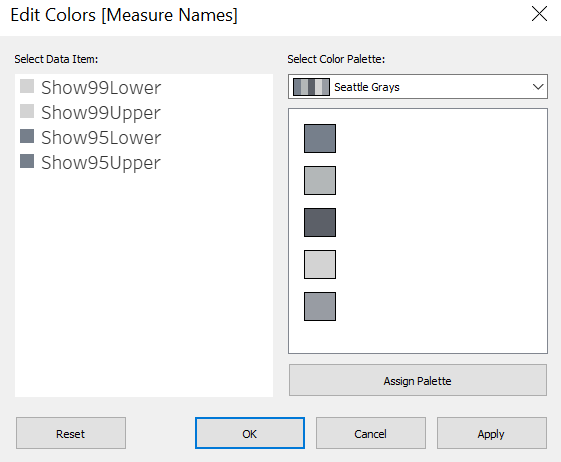 Edit Colors [Measure Names]
Select Data Item:
Select Color Palette:
Show99Lower
Show99Upper
Show95Lower
Show95Upper
Seattle Grays
Assign Palette
Reset
OK
Cancel
Apply